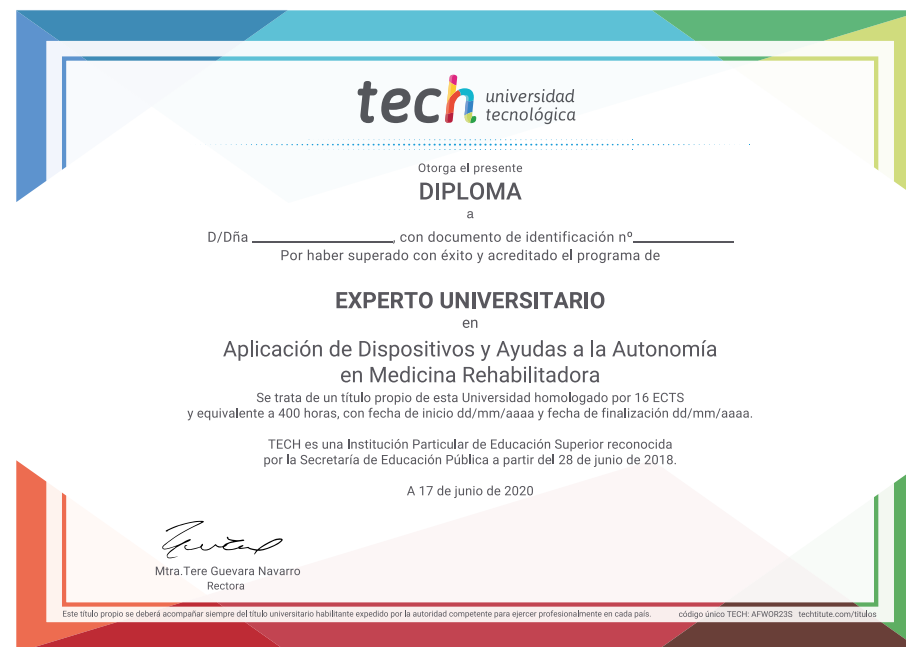 tech universidad
tecnológica
Otorga el presente
DIPLOMA
a
D/Dña ____________________, con documento de identificación nº______________
Por haber superado con éxito y acreditado el programa de
EXPERTO UNIVERSITARIO
en
Aplicación de Dispositivos y Ayudas a la Autonomía
en Medicina Rehabilitadora
Se trata de un título propio de esta Universidad homologado por 16 ECTS
y equivalente a 400 horas, con fecha de inicio dd/mm/aaaa y fecha de finalización dd/mm/aaaa.
TECH es una Institución Particular de Educación Superior reconocida
por la Secretaría de Educación Pública a partir del 28 de junio de 2018.
A 17 de junio de 2020
Mtra.Tere Guevara Navarro
Rectora
Este título propio se deberá acompañar siempre del título universitario habilitante expedido por la autoridad competente para ejercer profesionalmente en cada país. código único TECH: AFWOR23S techtitute.com/titulos